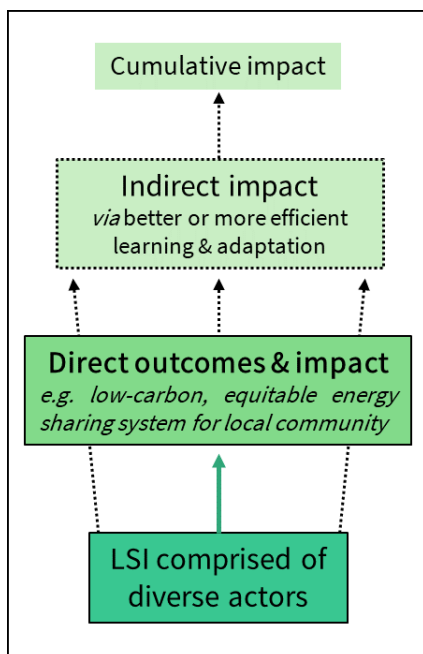 Cumulative impact
Indirect impact
via better or more efficient
learning & adaptation
Direct outcomes & impact
e.g. low-carbon, equitable energy
sharing system for local community
LSI comprised of
diverse actors